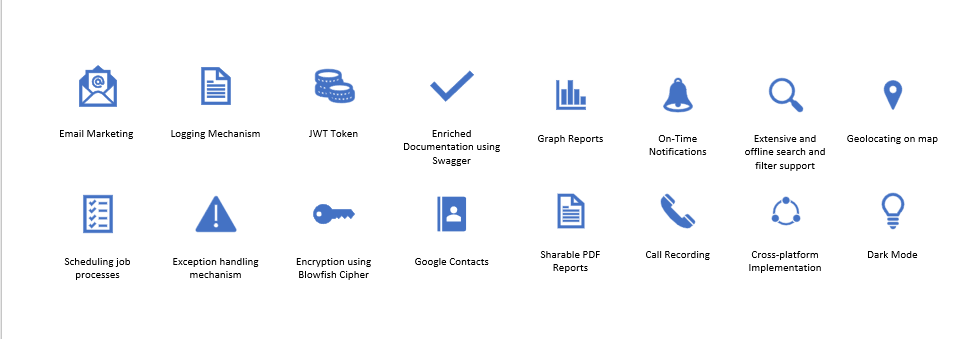 Email Marketing
Logging Mechanism
JWT Token
Enriched
Documentation using
Swagger
Graph Reports
On-Time
Notifications
Extensive and
offline search and
filter support
Geolocating on map
Scheduling job
processes
Exception handling
mechanism
Encryption using
Blowfish Cipher
Google Contacts
Sharable PDF
Reports
Call Recording
Cross-platform
Implementation
Dark Mode